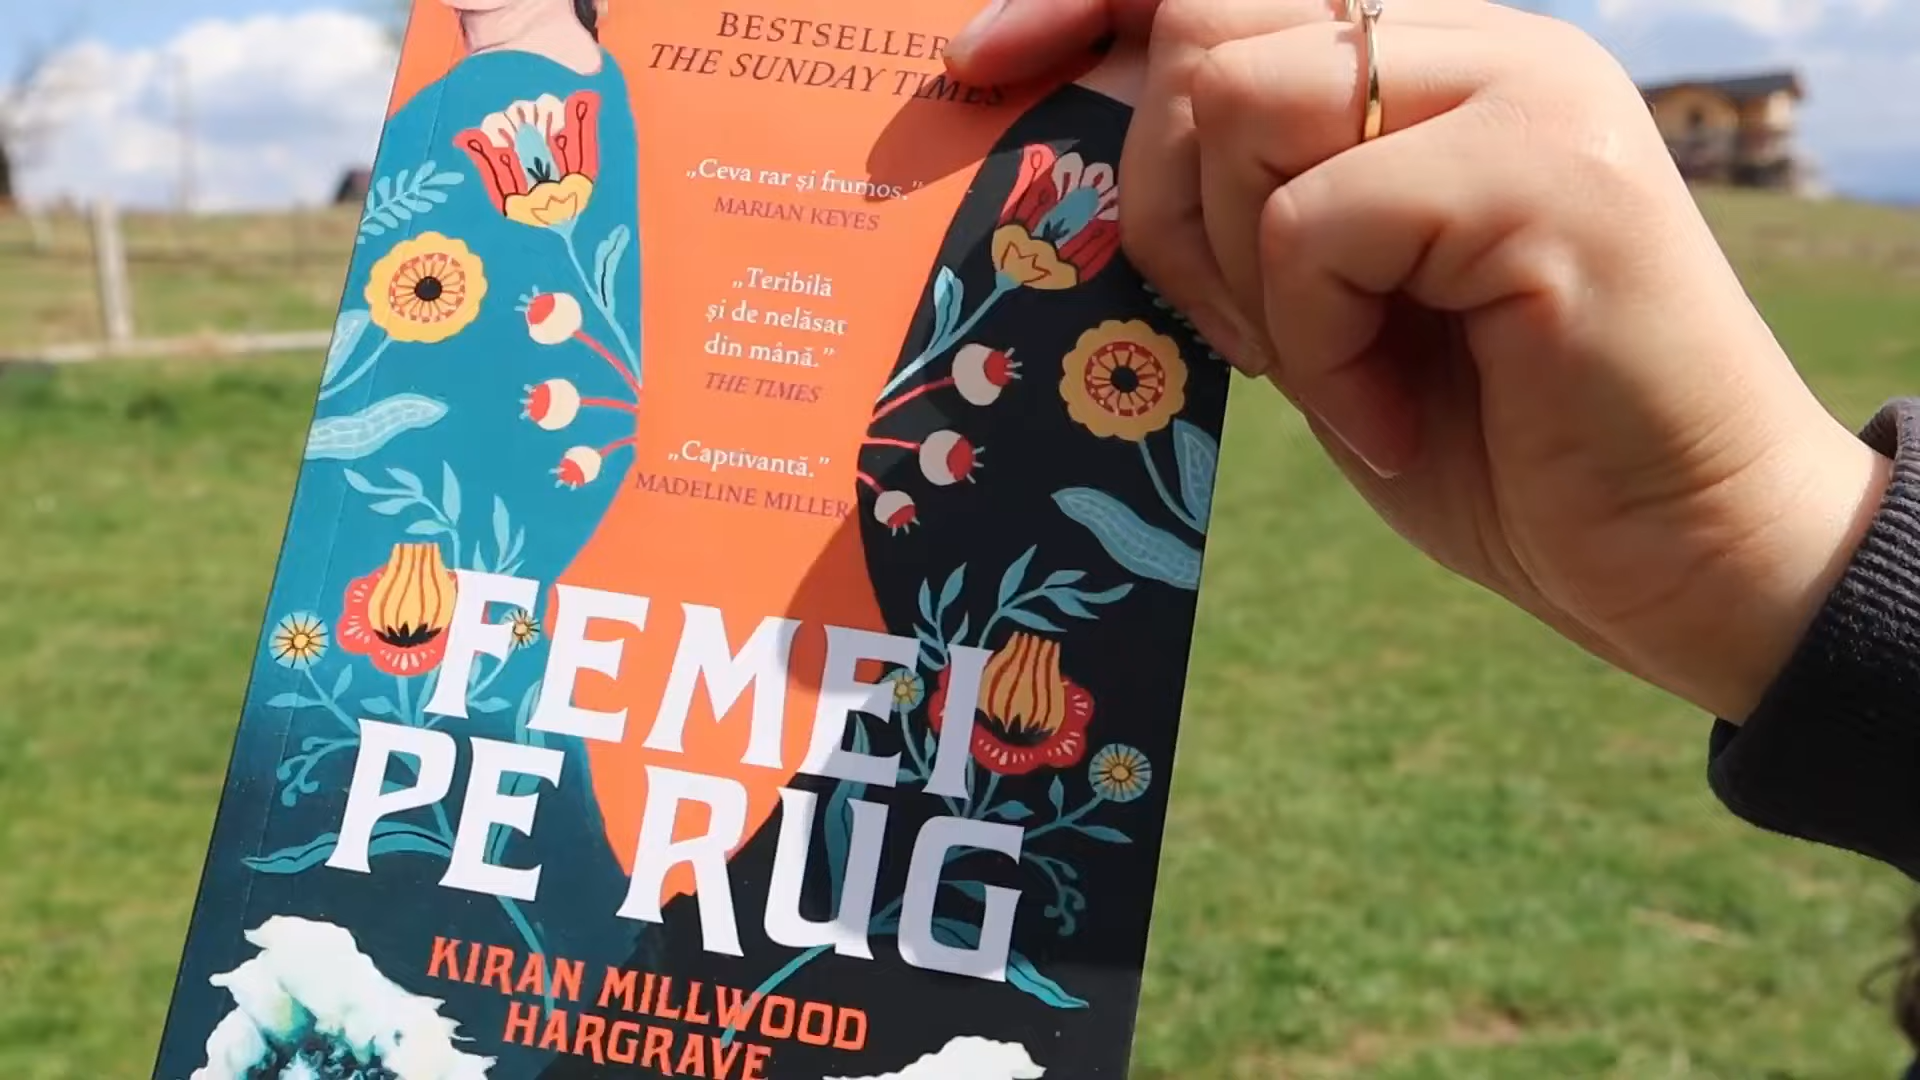 BESTSELLER
THE SUNDAY TIMES
„Ceva rar și frumos.”
MARIAN KEYES
„Teribilă
și de nelăsat
din mână.”
THE TIMES
„Captivantă.”
MADELINE MILLER
FEMEI
PE RUG
KIRAN MILLWOOD
HARGRAVE